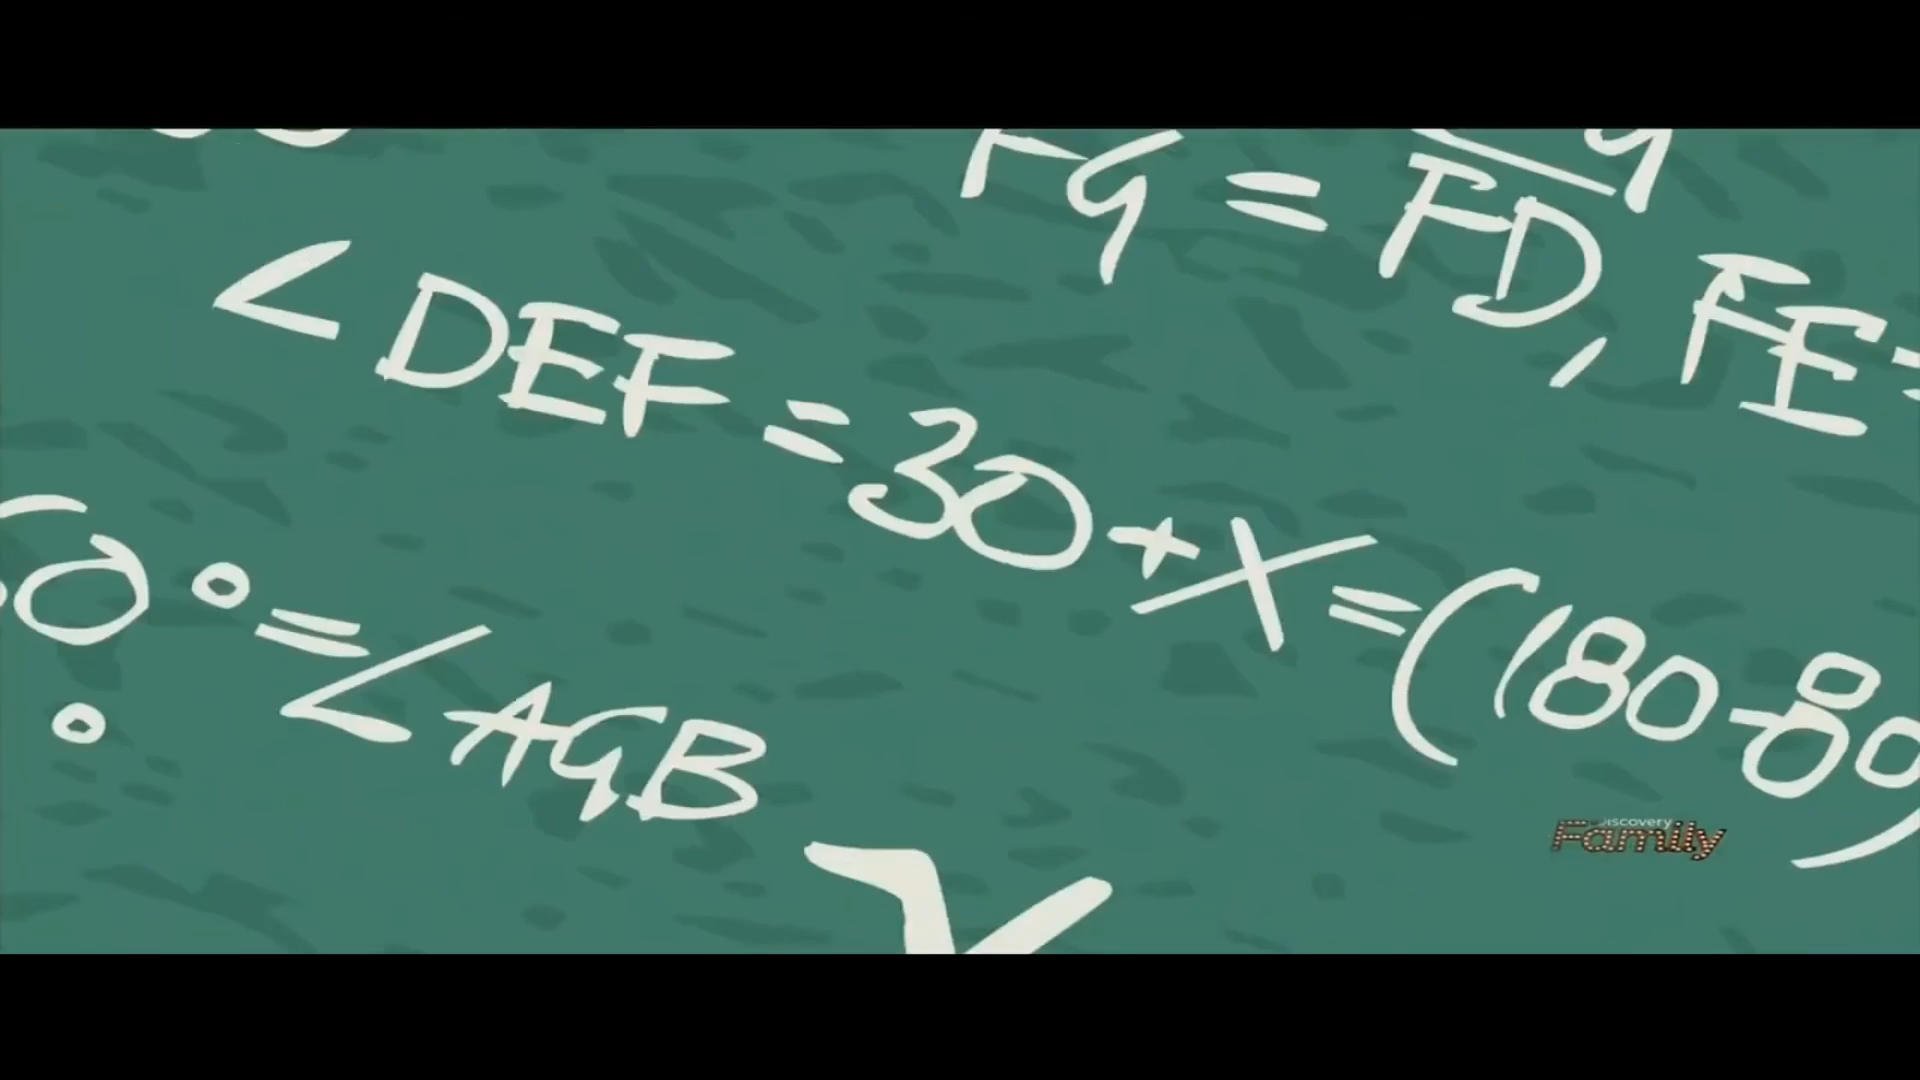 FG = FD, FE =
∠DEF = 30 + X = (180-80)
0° = ∠AGB
Discovery
Family